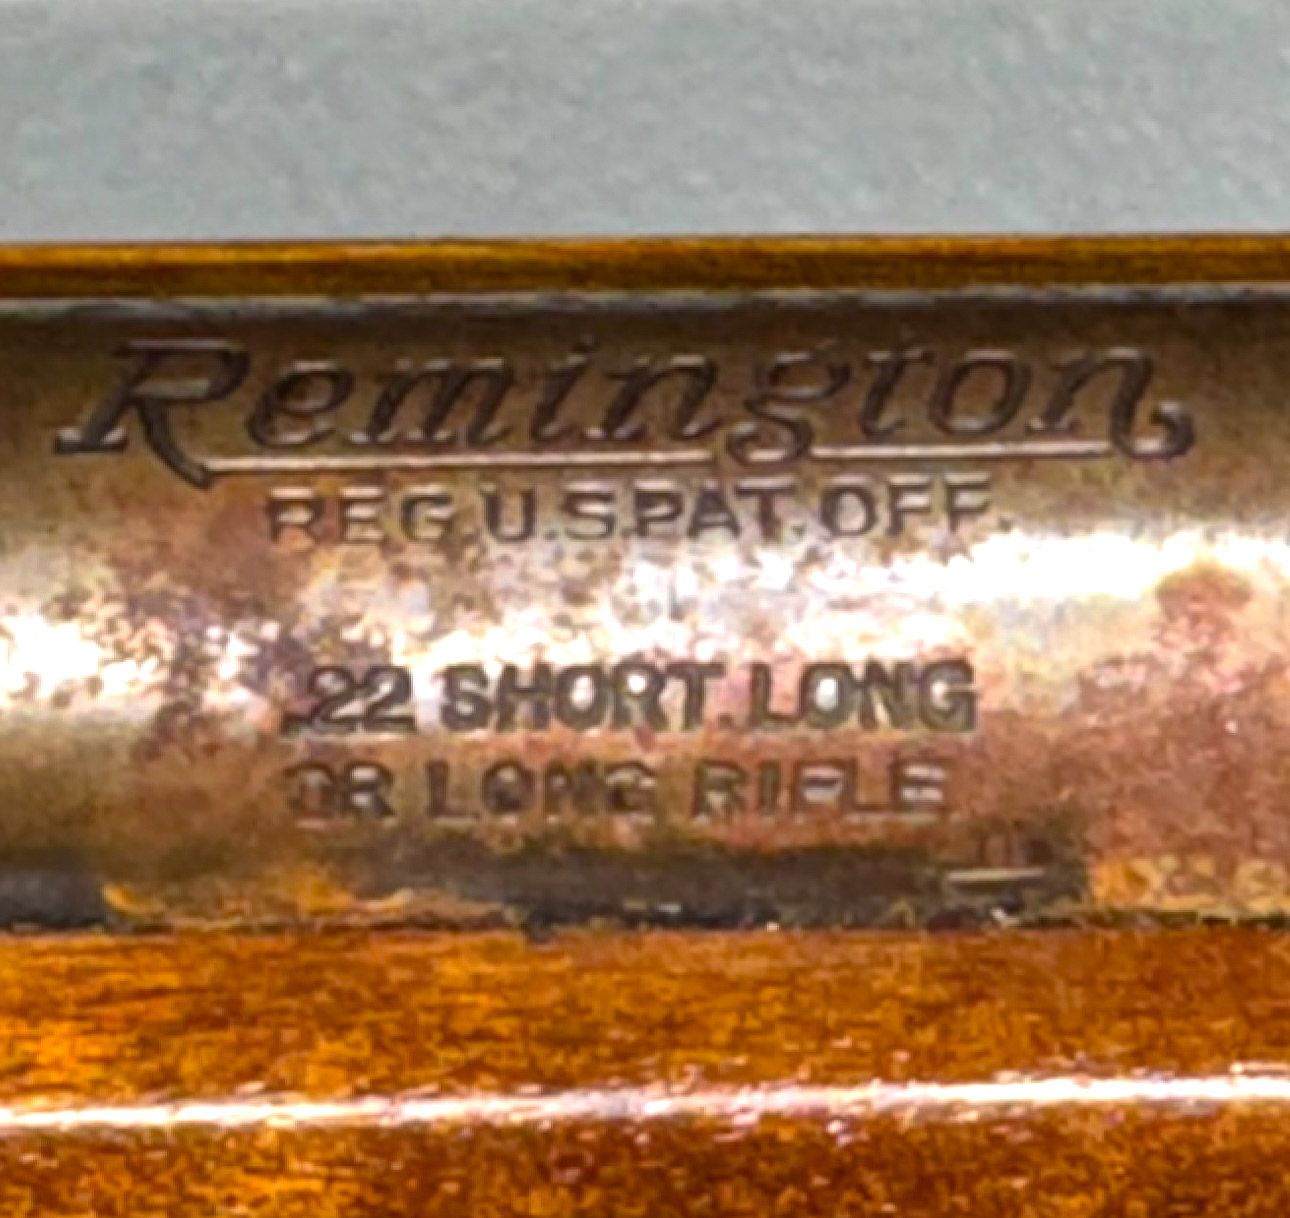 Remington
REG.U.S.PAT.OFF.
.22 SHORT.LONG
OR LONG RIFLE